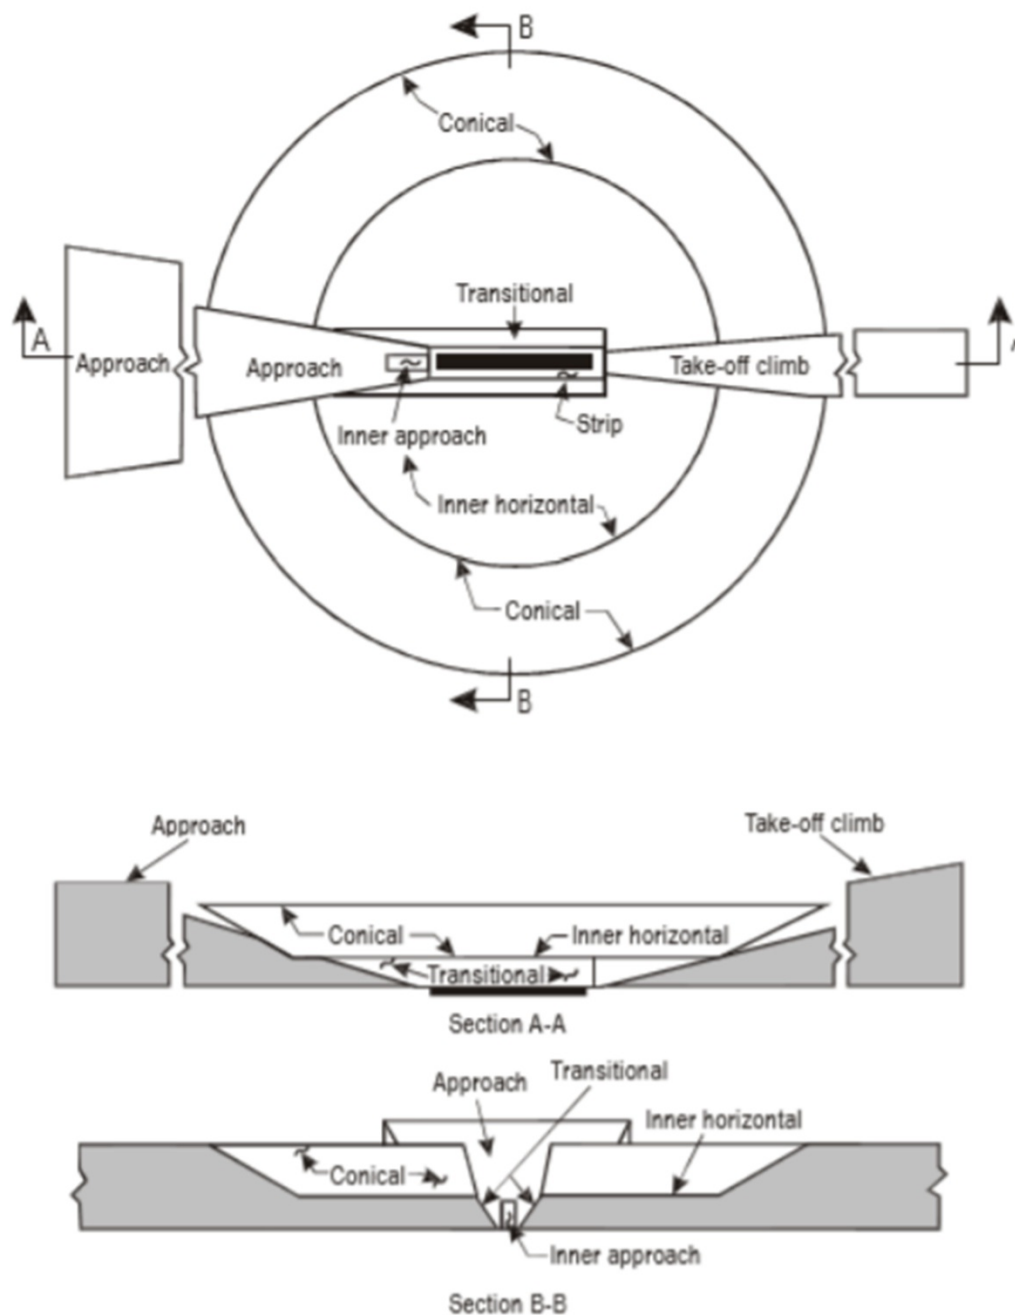 B
Conical
Transitional
A
Approach
Approach
Take-off climb
Inner approach
Strip
Inner horizontal
Conical
B
Approach
Take-off climb
Conical
Inner horizontal
Transitional
Section A-A
Transitional
Approach
Inner horizontal
Conical
Inner approach
Section B-B